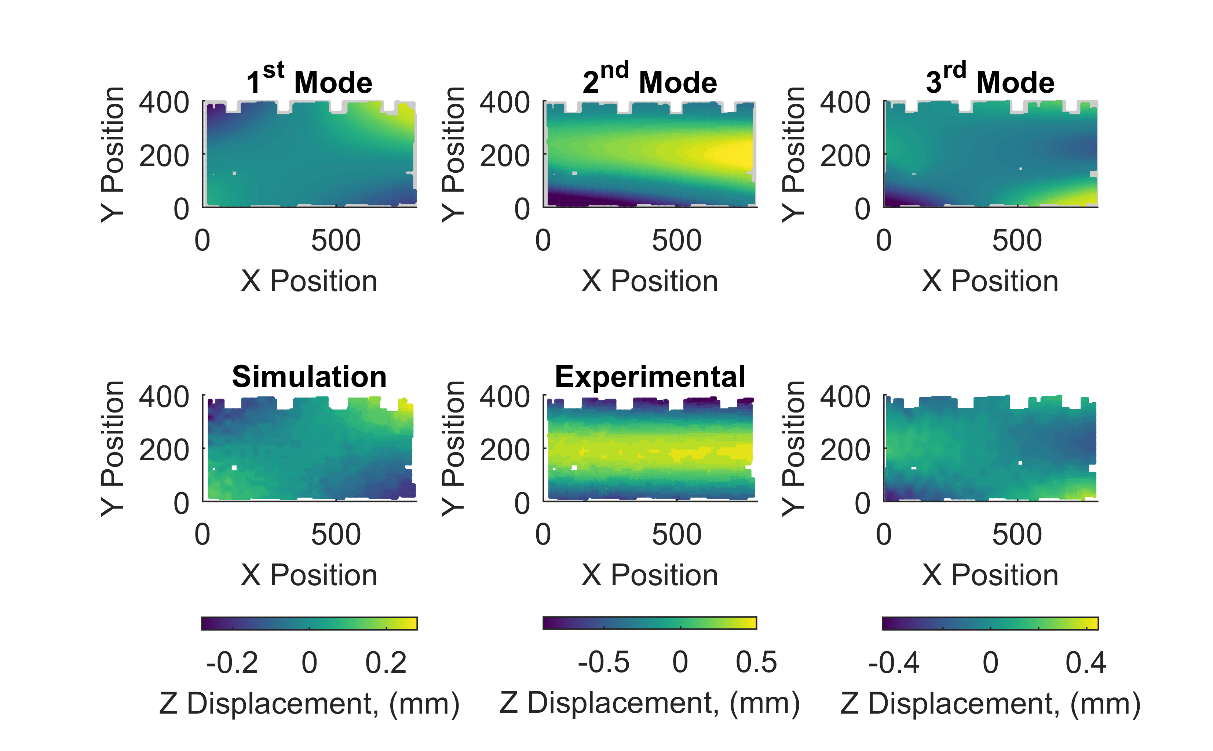 1st Mode
2nd Mode
3rd Mode
Y Position
400
200
0
0
500
X Position
Y Position
400
200
0
0
500
X Position
Y Position
400
200
0
0
500
X Position
Simulation
Experimental
Y Position
400
200
0
0
500
X Position
Y Position
400
200
0
0
500
X Position
Y Position
400
200
0
0
500
X Position
-0.2
0
0.2
Z Displacement, (mm)
-0.5
0
0.5
Z Displacement, (mm)
-0.4
0
0.4
Z Displacement, (mm)